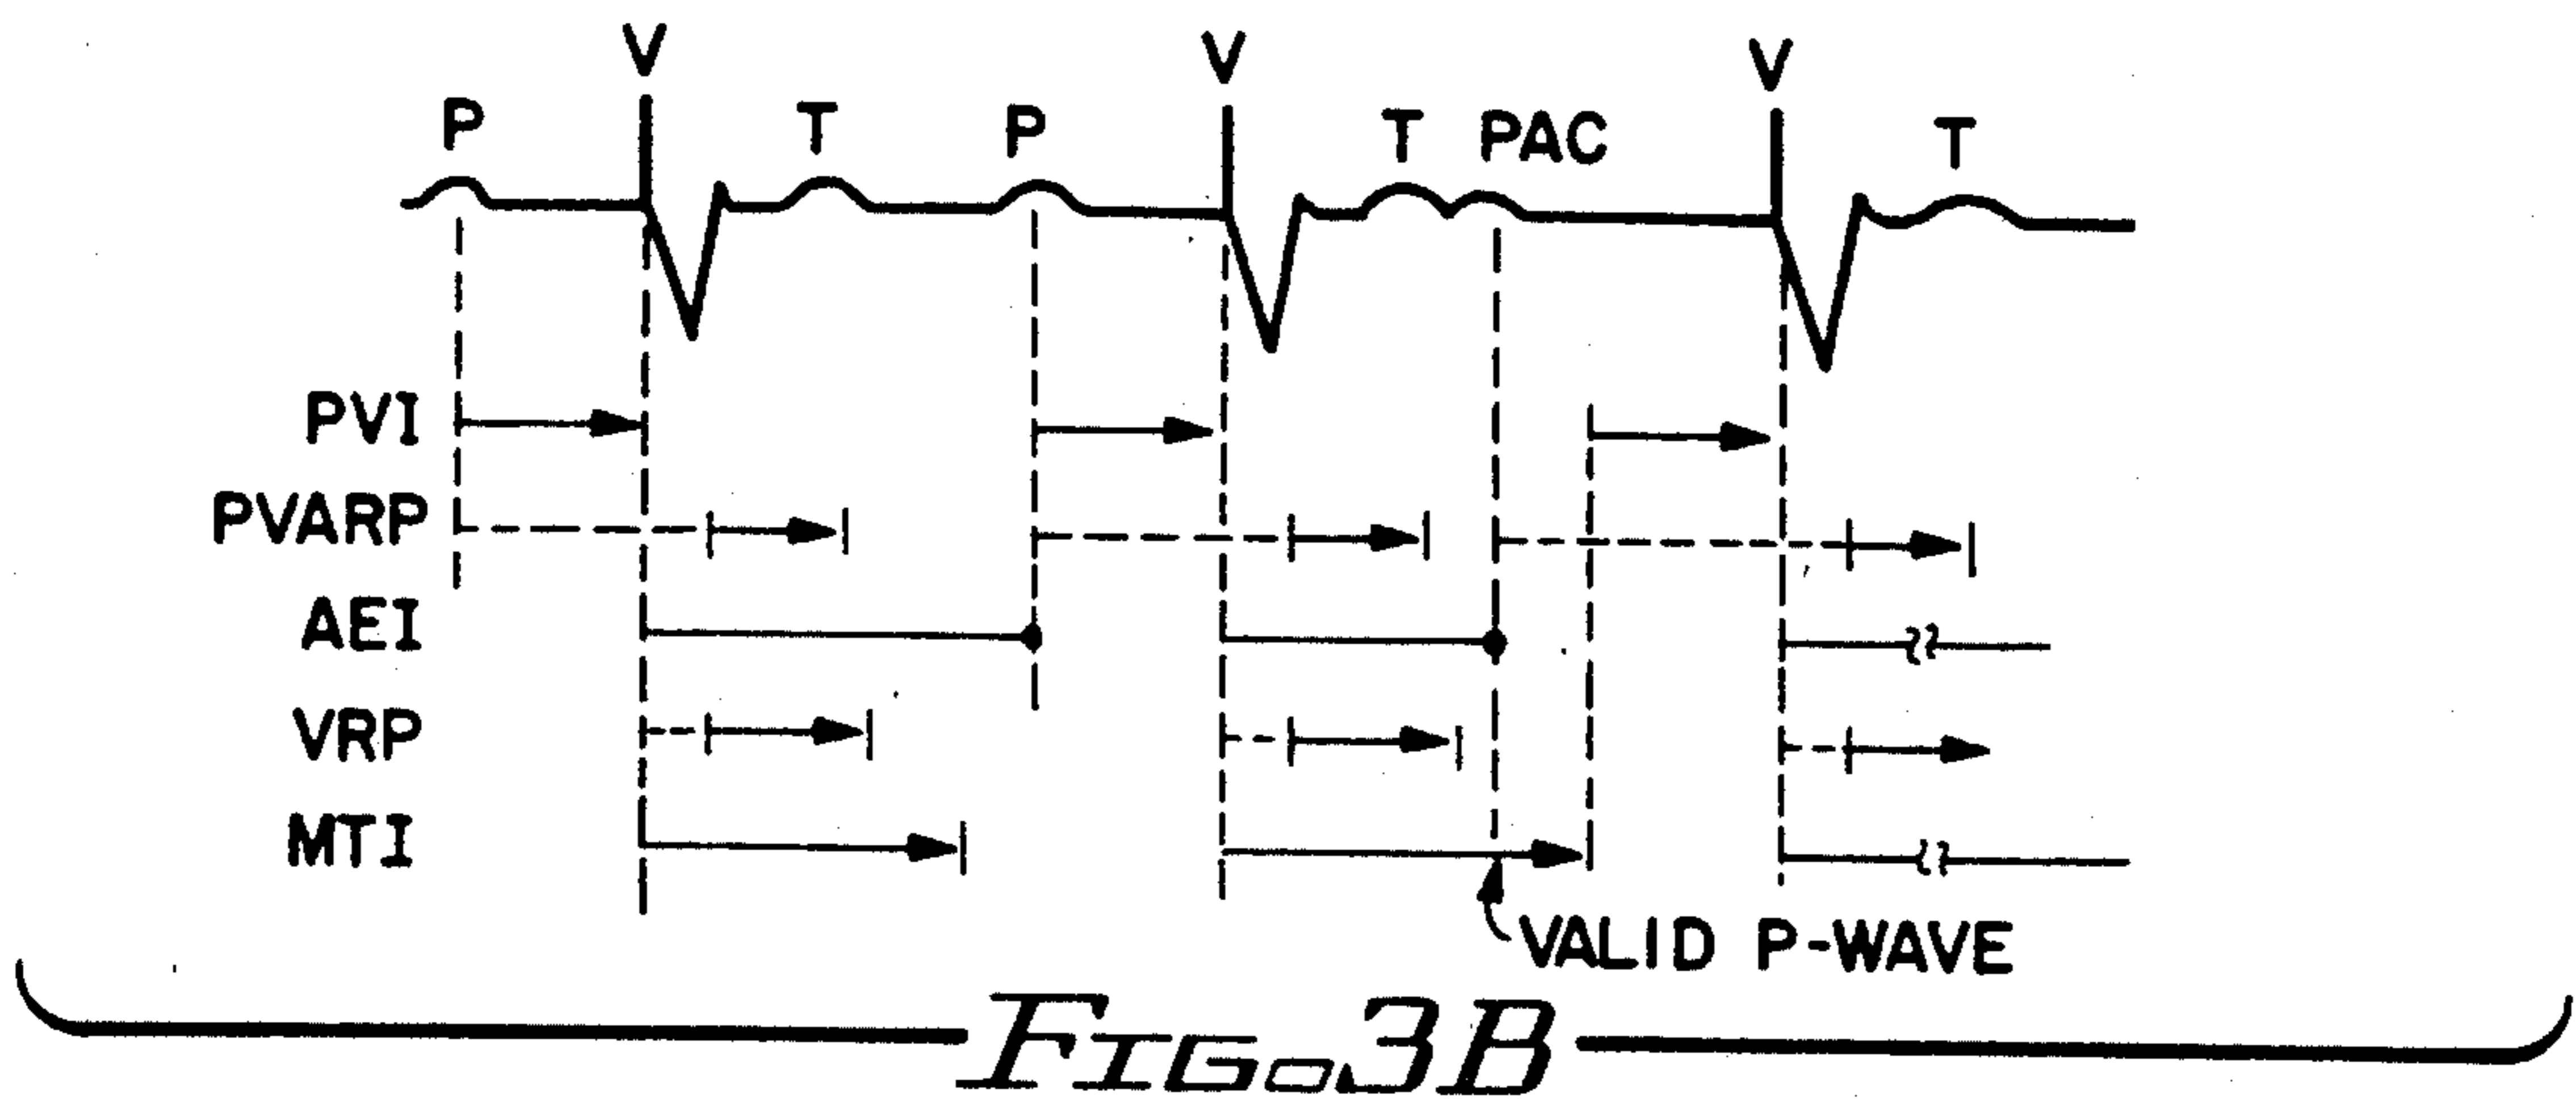 V V V
P T P T PAC T
PVI
PVARP
AEI
VRP
MTI
VALID P-WAVE
FIG. 3B